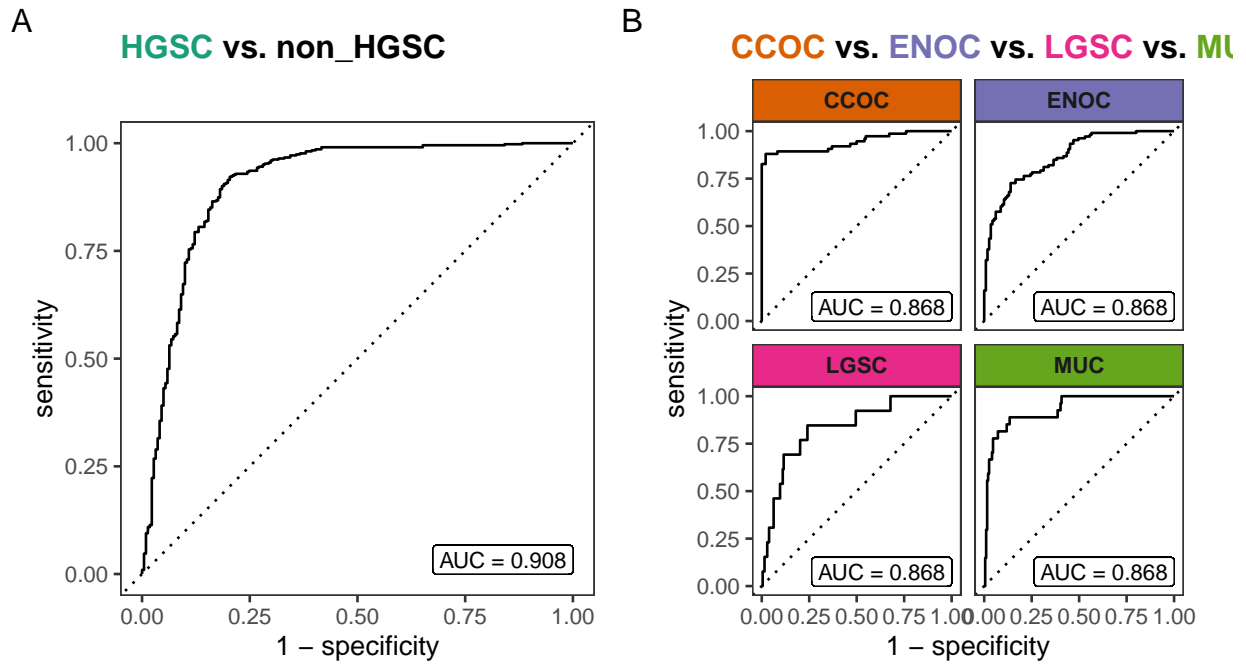 A
HGSC vs. non_HGSC
sensitivity
1.00
0.75
0.50
0.25
0.00
AUC = 0.908
0.00 0.25 0.50 0.75 1.00
1 − specificity
B
CCOC vs. ENOC vs. LGSC vs. MU
sensitivity
CCOC
1.00
0.75
0.50
0.25
0.00
AUC = 0.868
ENOC
AUC = 0.868
LGSC
1.00
0.75
0.50
0.25
0.00
AUC = 0.868
MUC
AUC = 0.868
0.00 0.25 0.50 0.75 1.00
0.00 0.25 0.50 0.75 1.00
1 − specificity